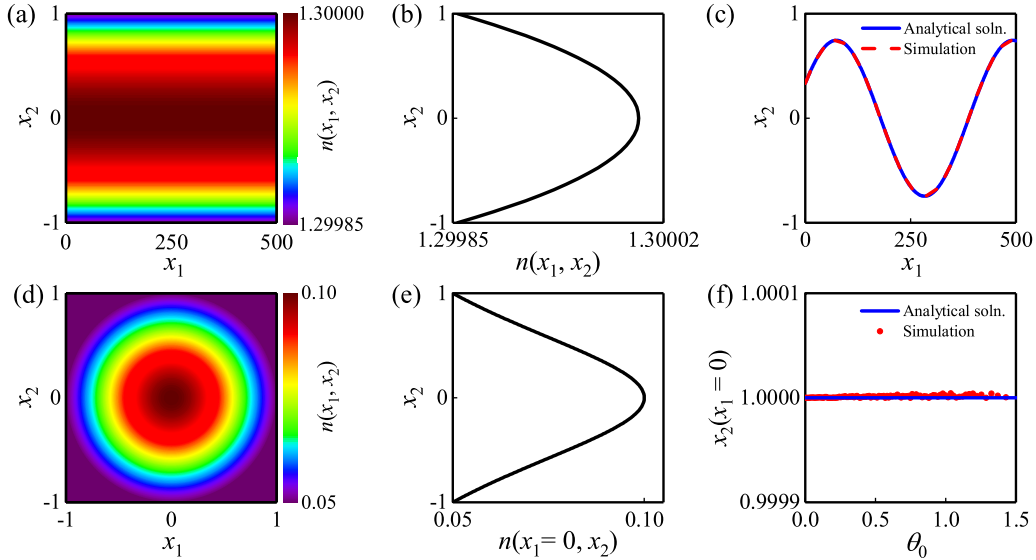 (a)
1
0
-1
x₂
0
250
500
x₁
1.30000
1.29985
n(x₁, x₂)
(b)
1
0
-1
x₂
1.29985
1.30002
n(x₁, x₂)
(c)
1
0
-1
x₂
Analytical soln.
Simulation
0
250
500
x₁
(d)
1
0
-1
x₂
-1
0
1
x₁
0.10
0.05
n(x₁, x₂)
(e)
1
0
-1
x₂
0.05
0.10
n(x₁= 0, x₂)
(f)
1.0001
1.0000
0.9999
x₂(x₁ = 0)
Analytical soln.
Simulation
0.0
0.5
1.0
1.5
θ₀